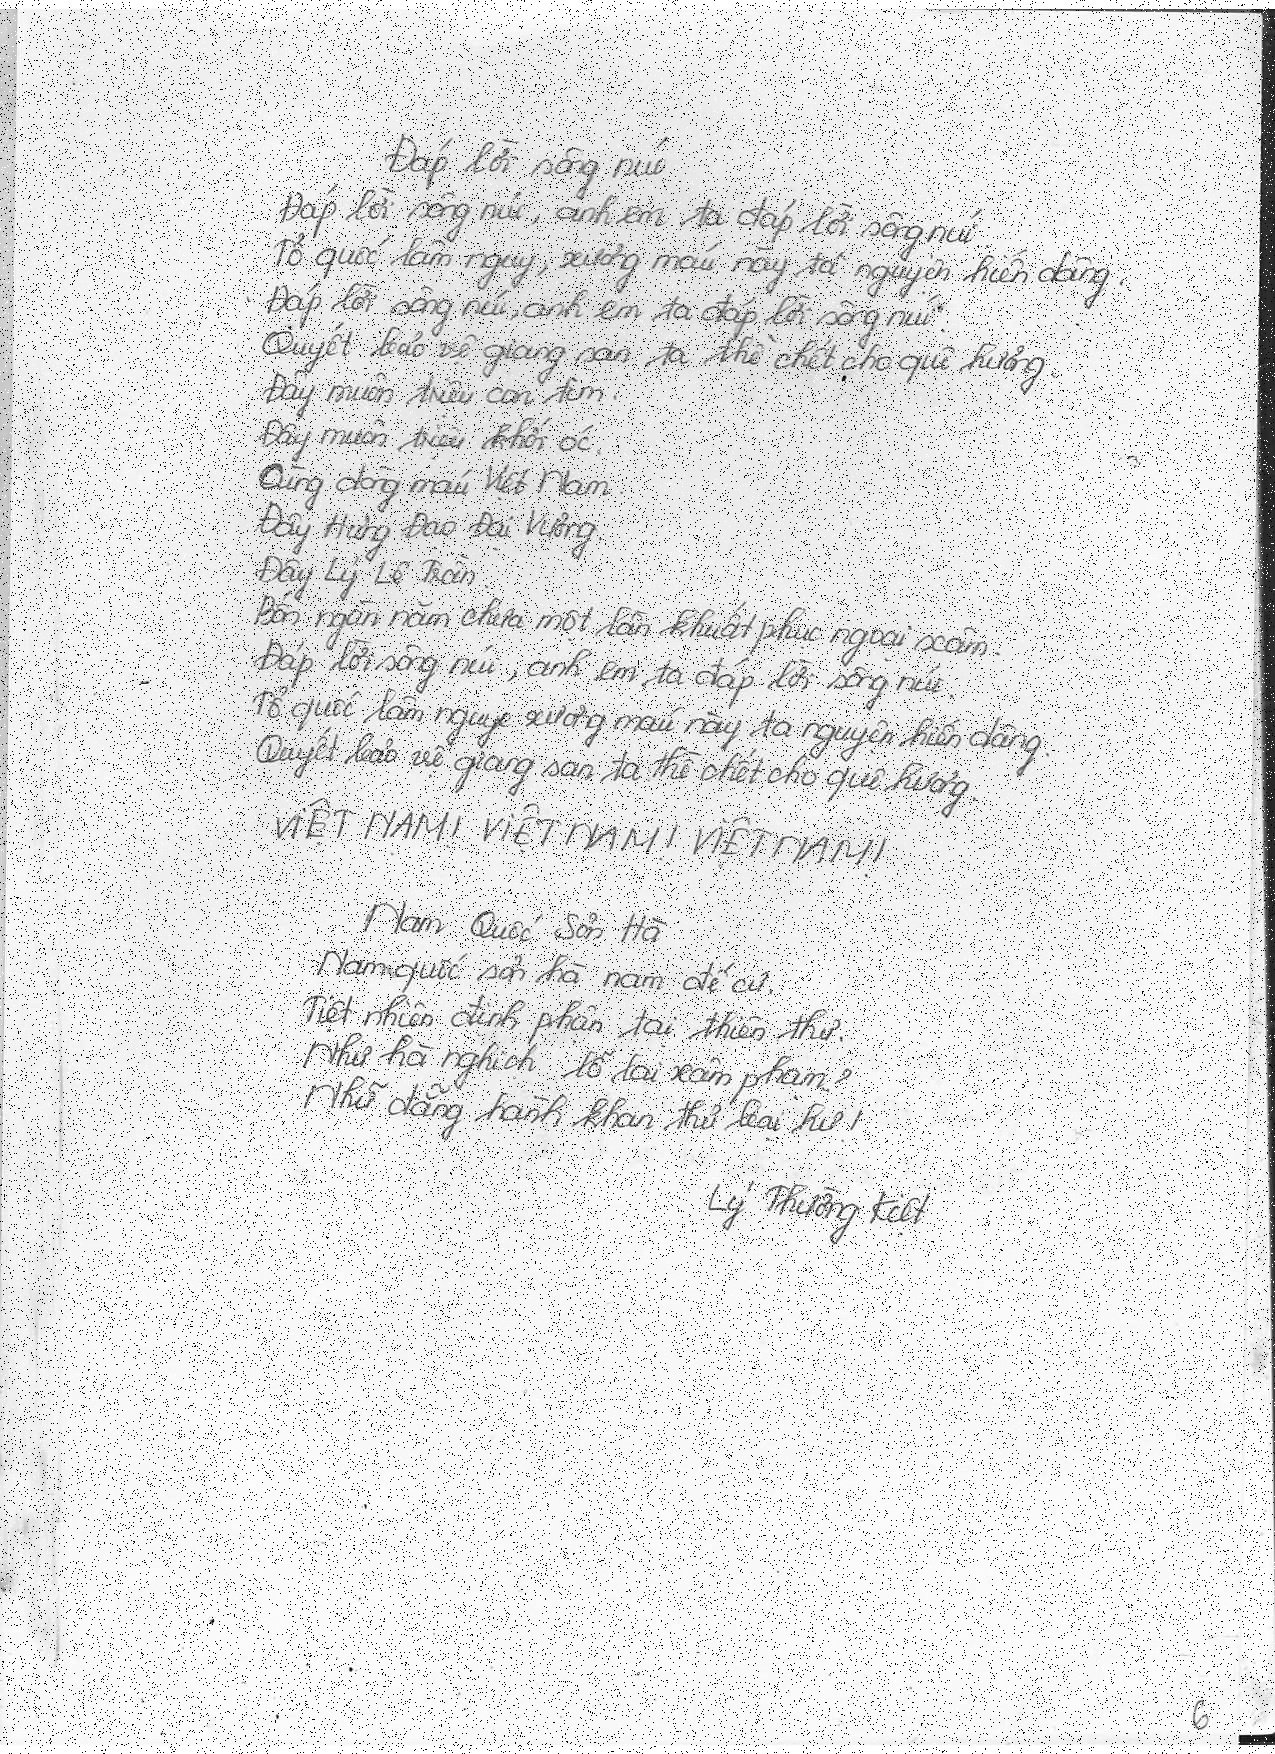 Đáp lời sông núi
Đáp lời sông núi, anh em ta đáp lời sông núi
Tổ quốc lâm nguy, xương máu này ta nguyện hiến dâng.
Đáp lời sông núi, anh em ta đáp lời sông núi.
Quyết bảo vệ giang san ta thề chết cho quê hương.
Đây muôn triệu con tim.
Đây muôn triệu khối óc.
Cùng dòng máu Việt Nam.
Đây Hưng Đạo Đại Vương.
Đây Lý Lê Trần.
Bốn ngàn năm chưa một lần khuất phục ngoại xâm.
Đáp lời sông núi, anh em ta đáp lời sông núi.
Tổ quốc lâm nguy xương máu này ta nguyện hiến dâng.
Quyết bảo vệ giang san ta thề chết cho quê hương.
VIỆT NAM! VIỆT NAM! VIỆT NAM!
Nam Quốc Sơn Hà
Nam quốc sơn hà nam đế cư.
Tiệt nhiên định phận tại thiên thư.
Như hà nghịch lỗ lai xâm phạm?
Nhữ đẳng hành khan thủ bại hư!
Lý Thường Kiệt
6